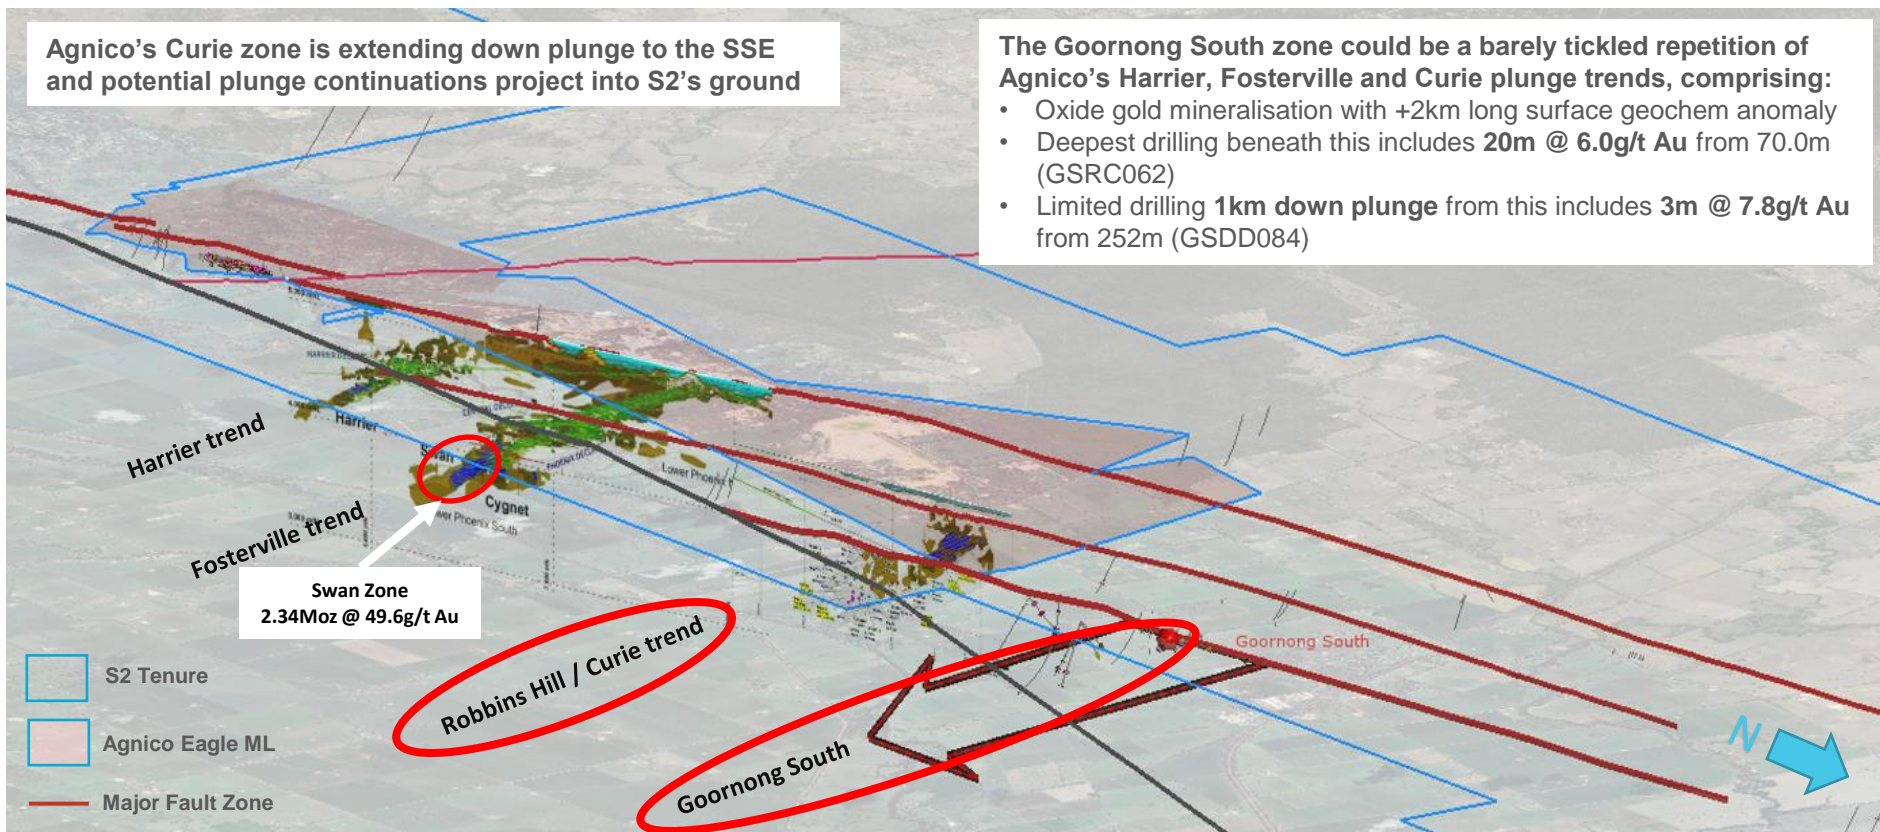 Agnico's Curie zone is extending down plunge to the SSE
and potential plunge continuations project into S2's ground
The Goornong South zone could be a barely tickled repetition of
Agnico's Harrier, Fosterville and Curie plunge trends, comprising:
• Oxide gold mineralisation with +2km long surface geochem anomaly
• Deepest drilling beneath this includes 20m @ 6.0g/t Au from 70.0m
(GSRC062)
• Limited drilling 1km down plunge from this includes 3m @ 7.8g/t Au
from 252m (GSDD084)
Harrier trend
Harrier
Swan
Lower Phoenix
Cygnet
Lower Phoenix South
Fosterville trend
Swan Zone
2.34Moz @ 49.6g/t Au
Robbins Hill / Curie trend
Goornong South
Goornong South
S2 Tenure
Agnico Eagle ML
Major Fault Zone
N